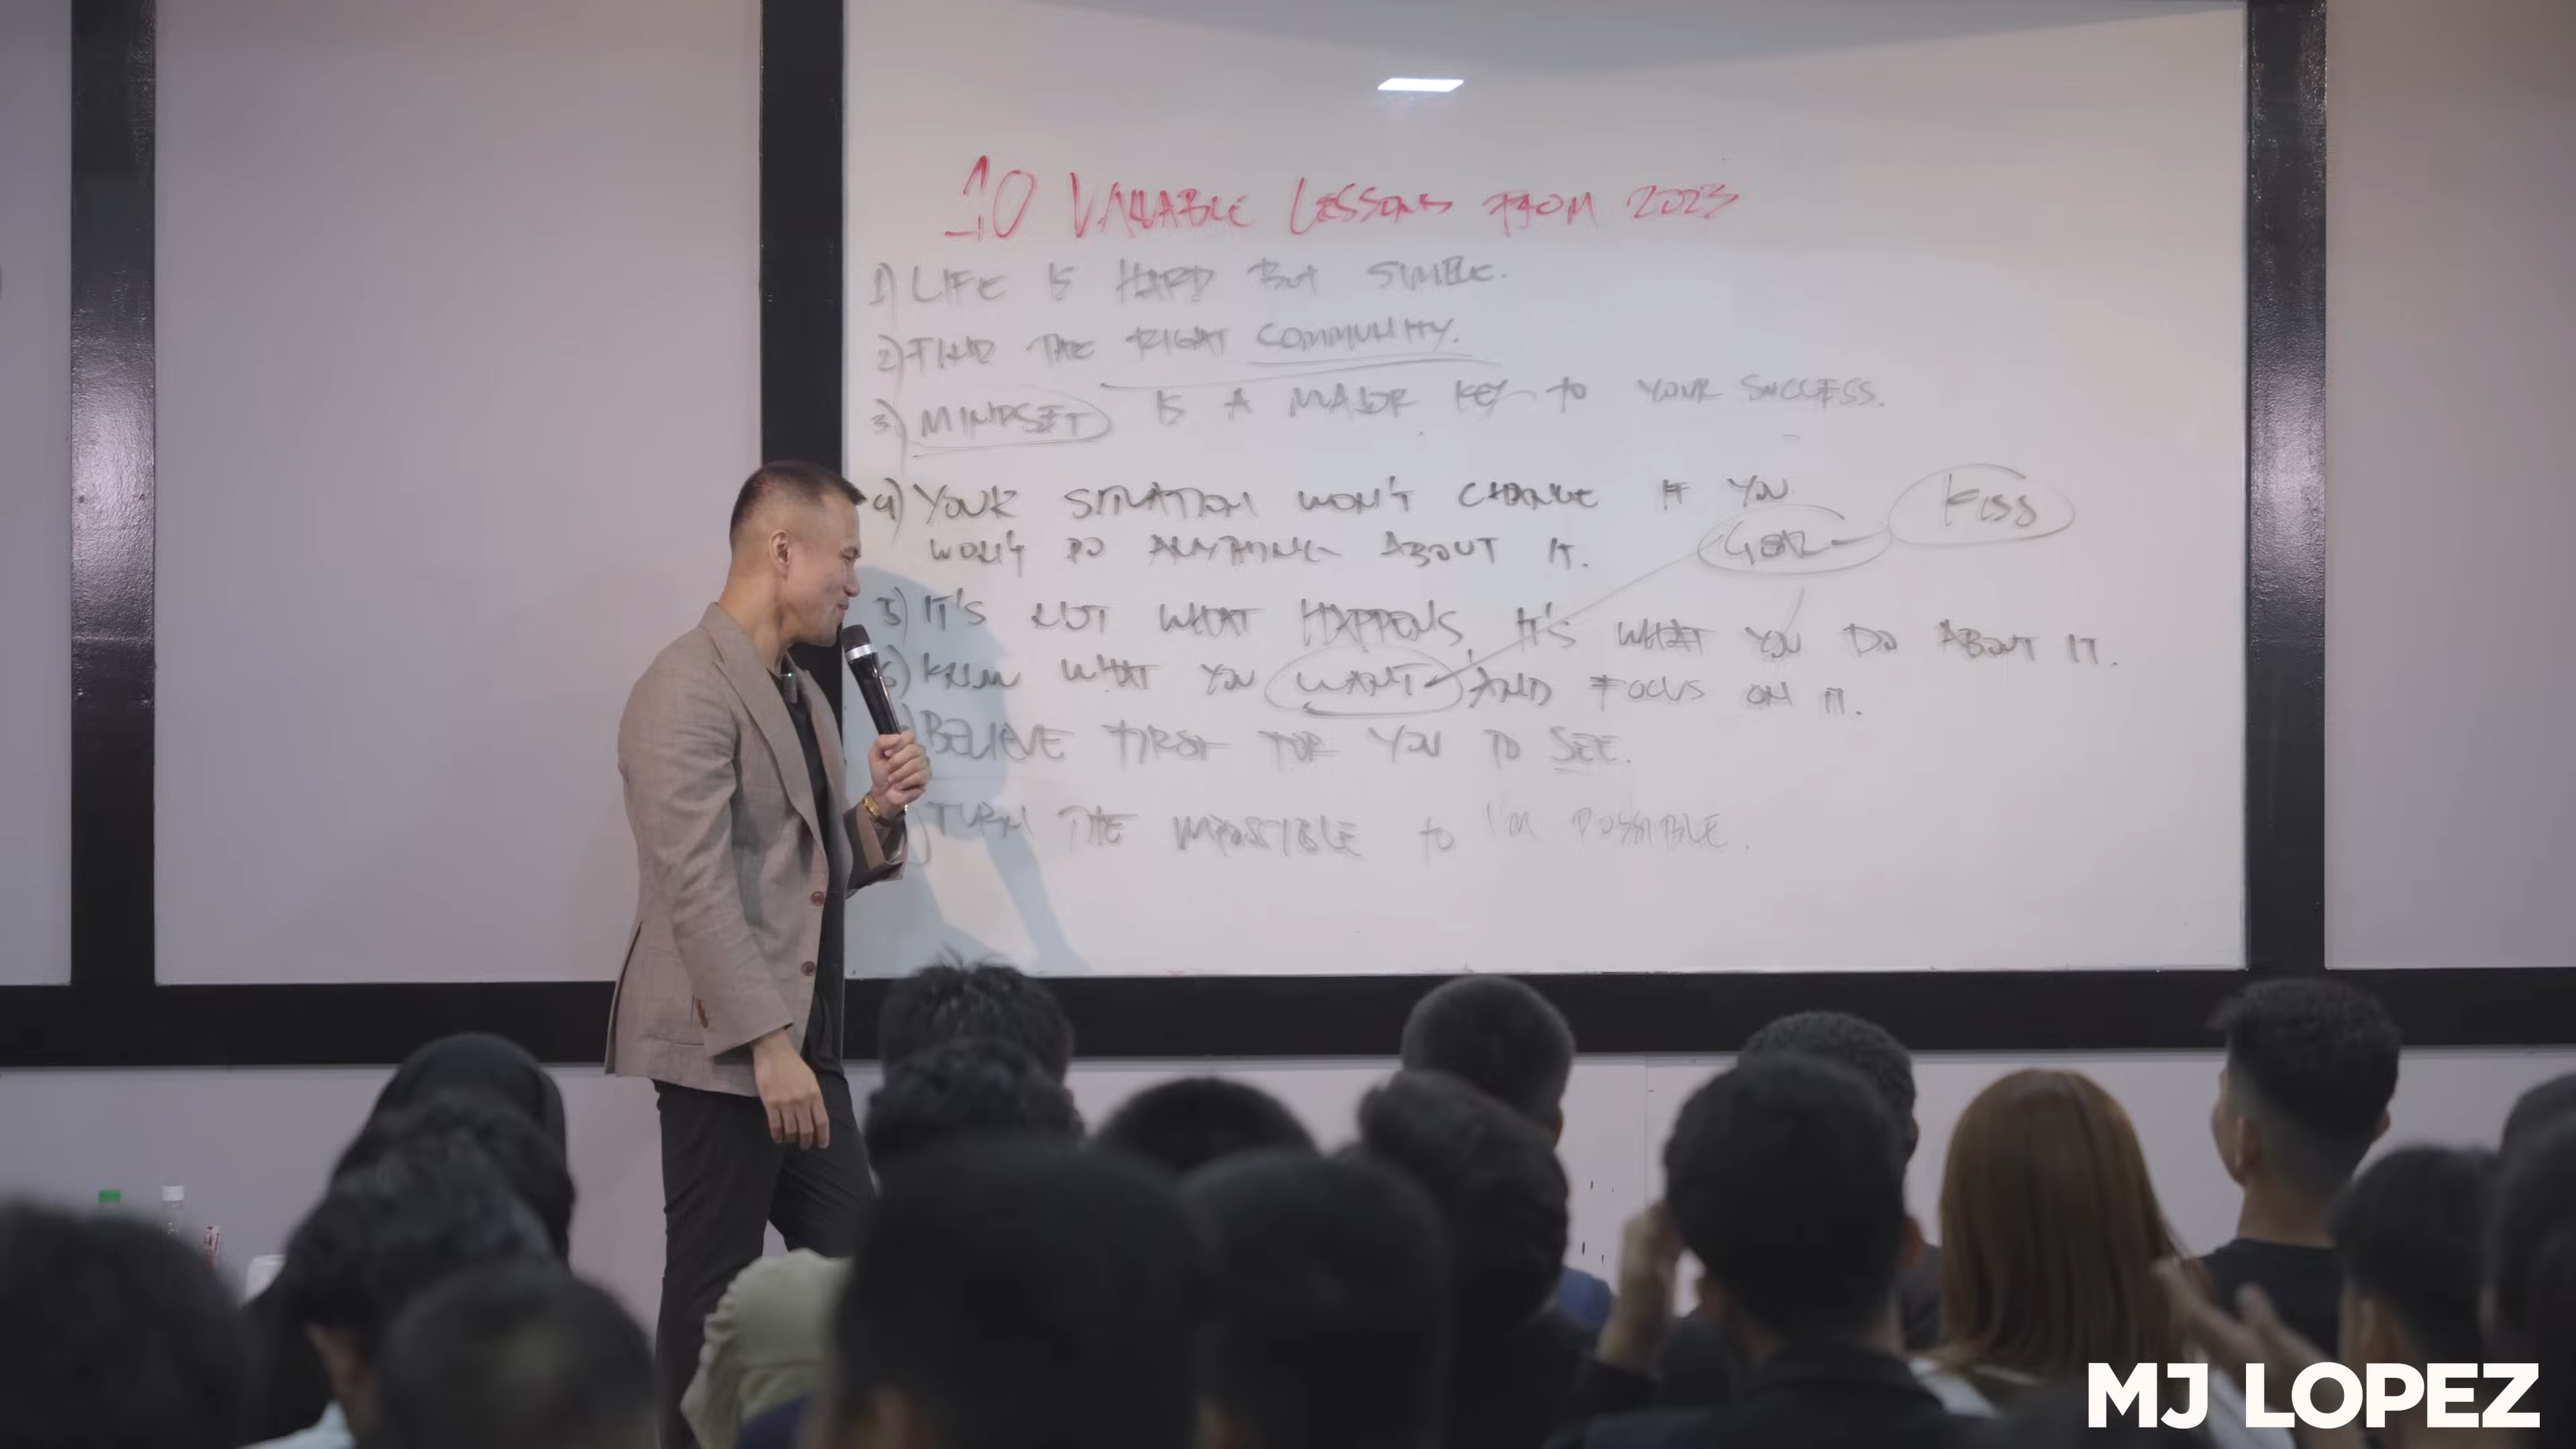 10 VALUABLE LESSONS FROM 2023
1) LIFE IS HARD BUT SIMPLE.
2) FIND THE RIGHT COMMUNITY.
3) MINDSET IS A MAJOR KEY TO YOUR SUCCESS.
4) YOUR SITUATION WON'T CHANGE IF YOU
WON'T DO ANYTHING ABOUT IT.
GOAL
KISS
5) IT'S NOT WHAT HAPPENS, IT'S WHAT YOU DO ABOUT IT.
6) KNOW WHAT YOU WANT AND FOCUS ON IT.
BELIEVE FIRST FOR YOU TO SEE.
TURN THE IMPOSSIBLE to I'M POSSIBLE.
MJ LOPEZ